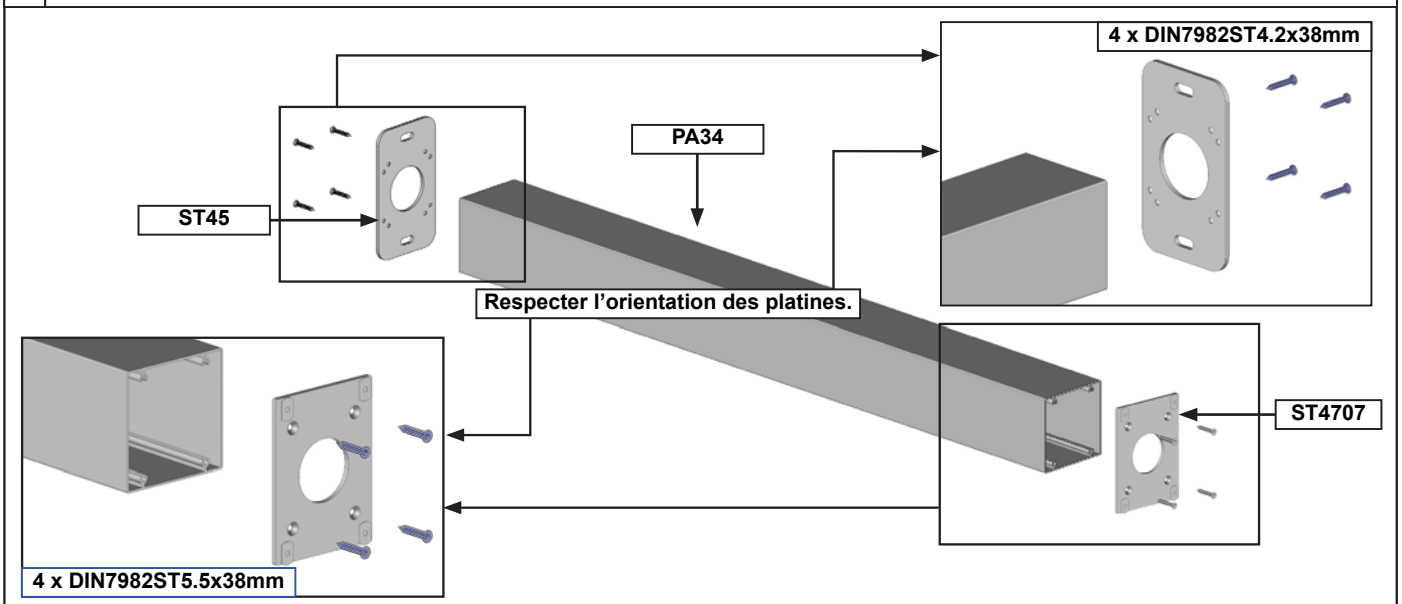 4 x DIN7982ST4.2x38mm
PA34
ST45
Respecter l’orientation des platines.
ST4707
4 x DIN7982ST5.5x38mm